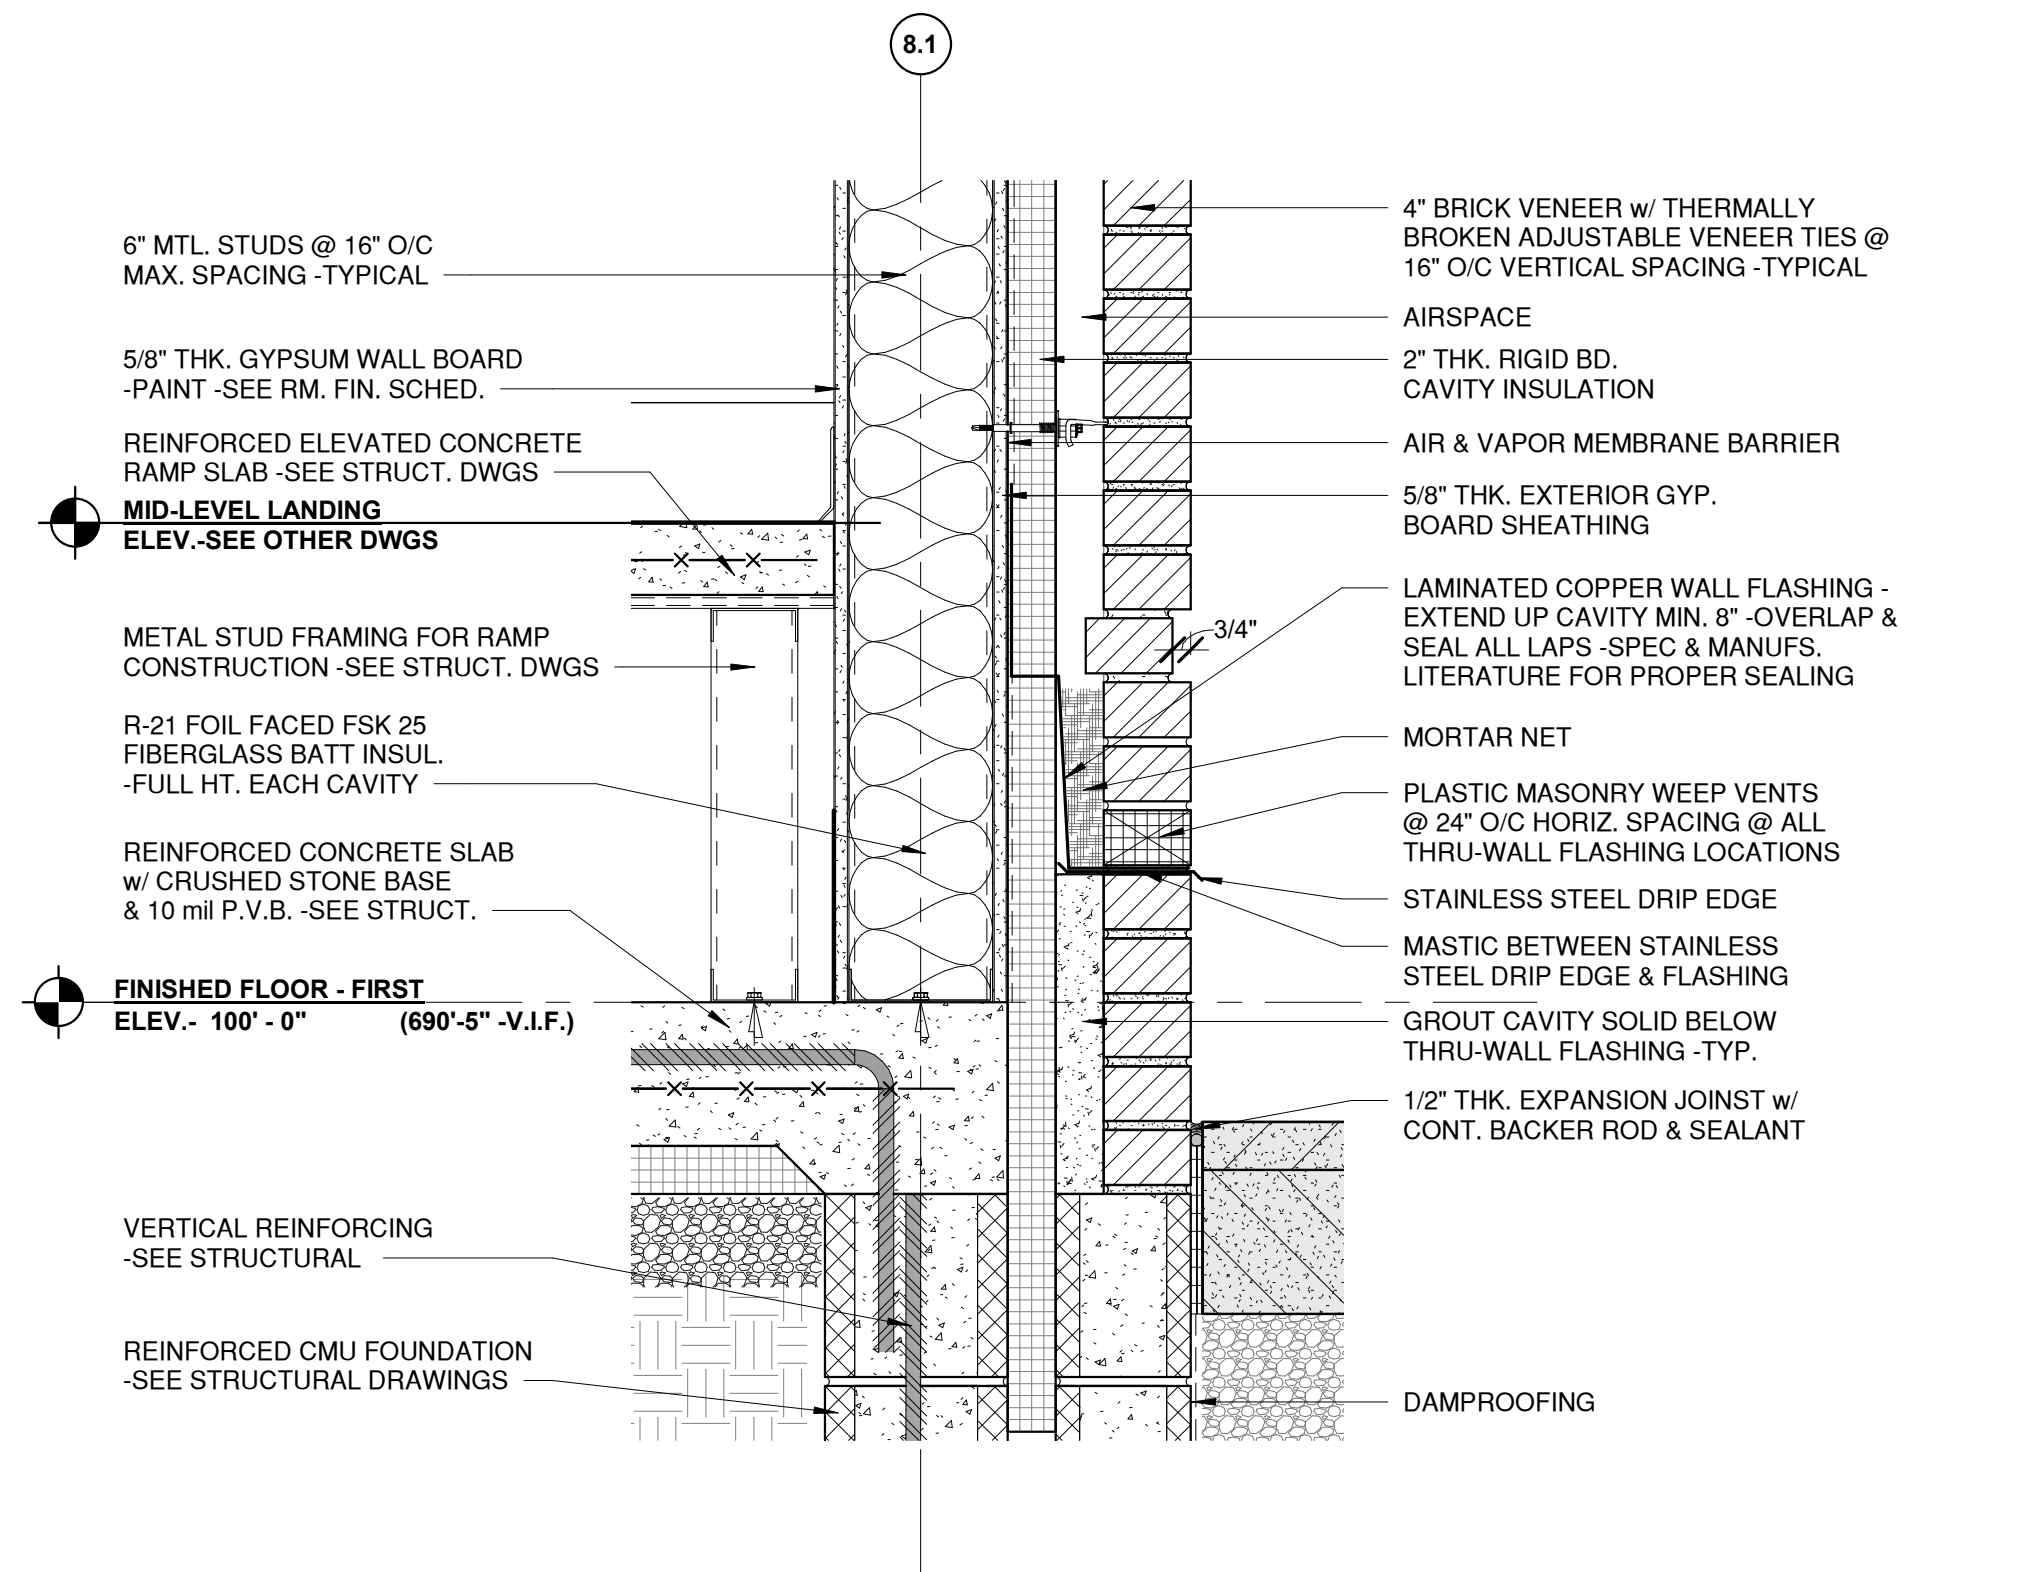 8.1
6" MTL. STUDS @ 16" O/C
MAX. SPACING -TYPICAL
5/8" THK. GYPSUM WALL BOARD
-PAINT -SEE RM. FIN. SCHED.
REINFORCED ELEVATED CONCRETE
RAMP SLAB -SEE STRUCT. DWGS
MID-LEVEL LANDING
ELEV.-SEE OTHER DWGS
METAL STUD FRAMING FOR RAMP
CONSTRUCTION -SEE STRUCT. DWGS
R-21 FOIL FACED FSK 25
FIBERGLASS BATT INSUL.
-FULL HT. EACH CAVITY
REINFORCED CONCRETE SLAB
w/ CRUSHED STONE BASE
& 10 mil P.V.B. -SEE STRUCT.
FINISHED FLOOR - FIRST
ELEV.- 100' - 0" (690'-5" -V.I.F.)
VERTICAL REINFORCING
-SEE STRUCTURAL
REINFORCED CMU FOUNDATION
-SEE STRUCTURAL DRAWINGS
4" BRICK VENEER w/ THERMALLY
BROKEN ADJUSTABLE VENEER TIES @
16" O/C VERTICAL SPACING -TYPICAL
AIRSPACE
2" THK. RIGID BD.
CAVITY INSULATION
AIR & VAPOR MEMBRANE BARRIER
5/8" THK. EXTERIOR GYP.
BOARD SHEATHING
LAMINATED COPPER WALL FLASHING -
EXTEND UP CAVITY MIN. 8" -OVERLAP &
SEAL ALL LAPS -SPEC & MANUFS.
LITERATURE FOR PROPER SEALING
3/4"
MORTAR NET
PLASTIC MASONRY WEEP VENTS
@ 24" O/C HORIZ. SPACING @ ALL
THRU-WALL FLASHING LOCATIONS
STAINLESS STEEL DRIP EDGE
MASTIC BETWEEN STAINLESS
STEEL DRIP EDGE & FLASHING
GROUT CAVITY SOLID BELOW
THRU-WALL FLASHING -TYP.
1/2" THK. EXPANSION JOINST w/
CONT. BACKER ROD & SEALANT
DAMPROOFING